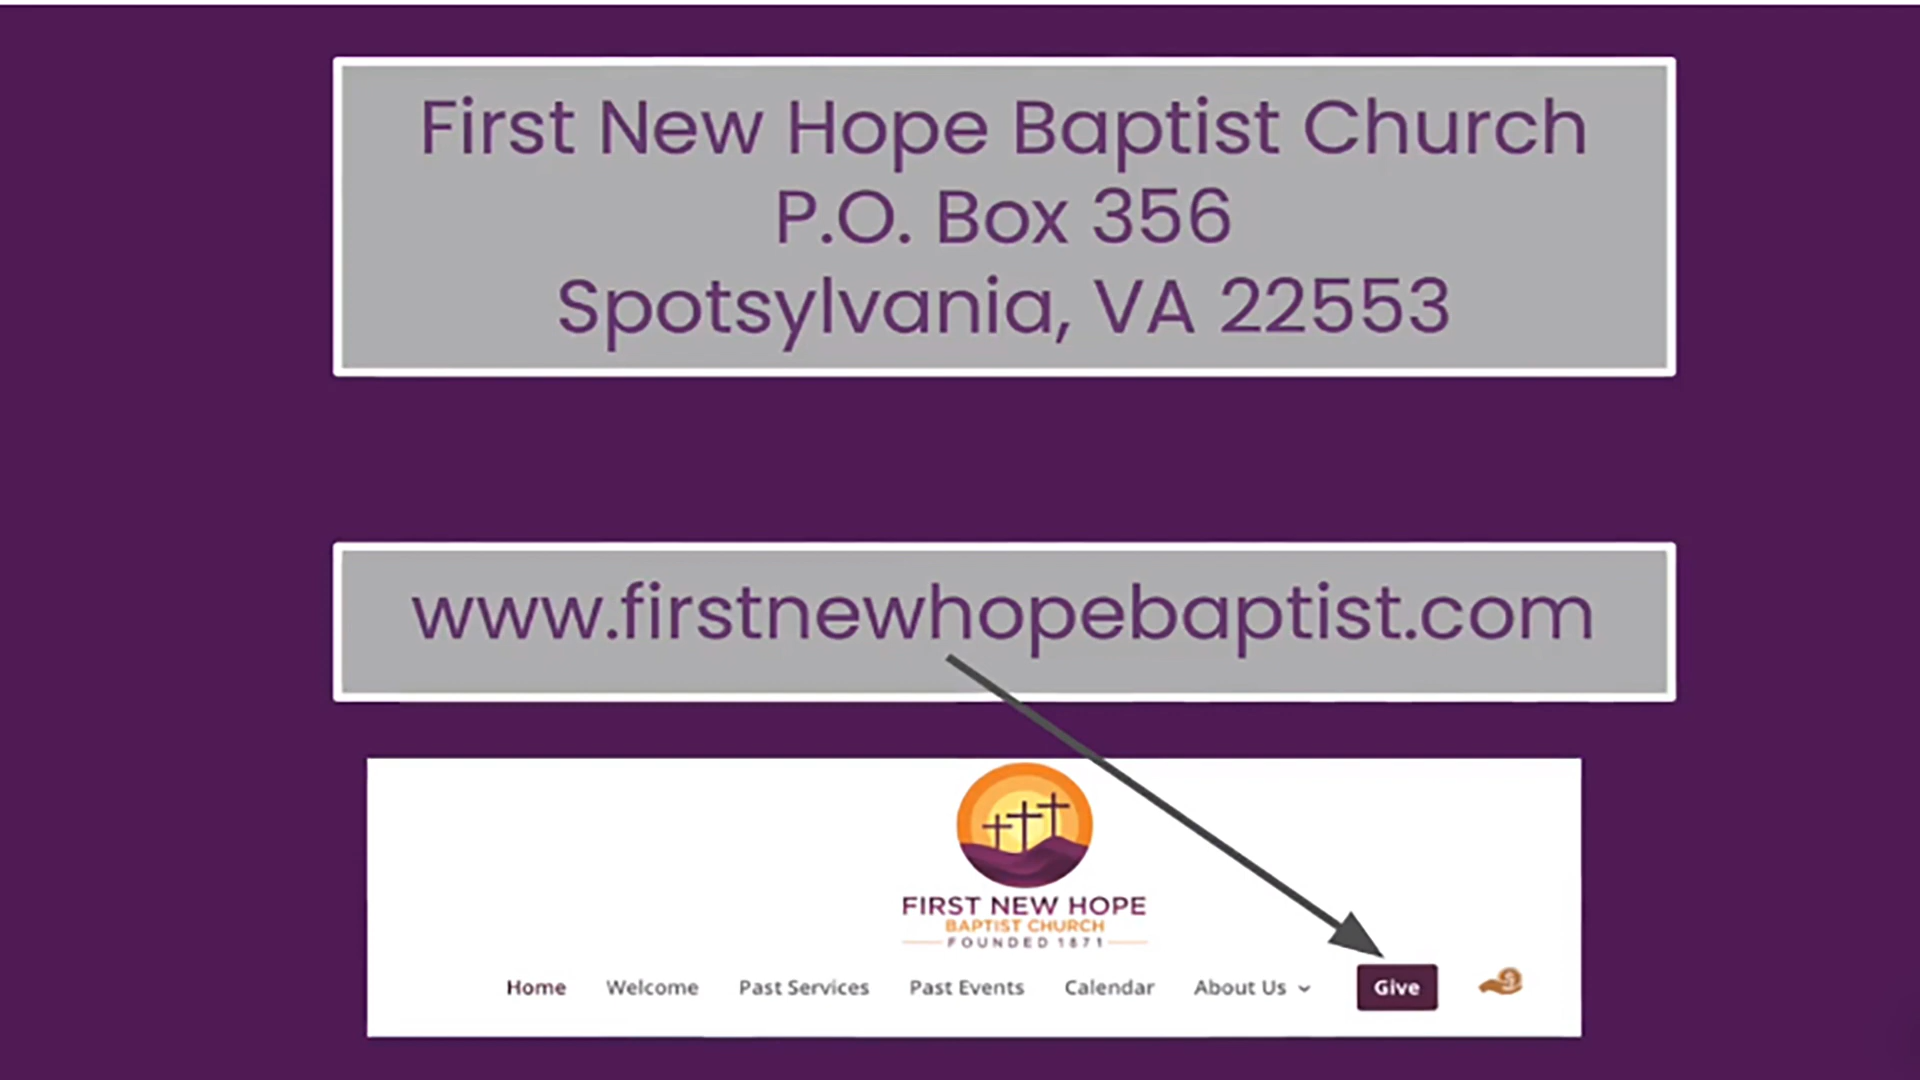 First New Hope Baptist Church
P.O. Box 356
Spotsylvania, VA 22553
www.firstnewhopebaptist.com
FIRST NEW HOPE
BAPTIST CHURCH
FOUNDED 1871
Home Welcome Past Services Past Events Calendar About Us Give